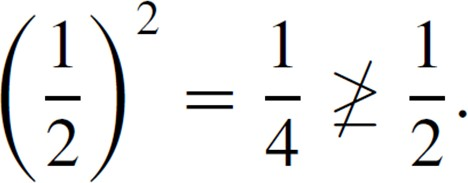 (1/2)² = 1/4 ≱ 1/2.